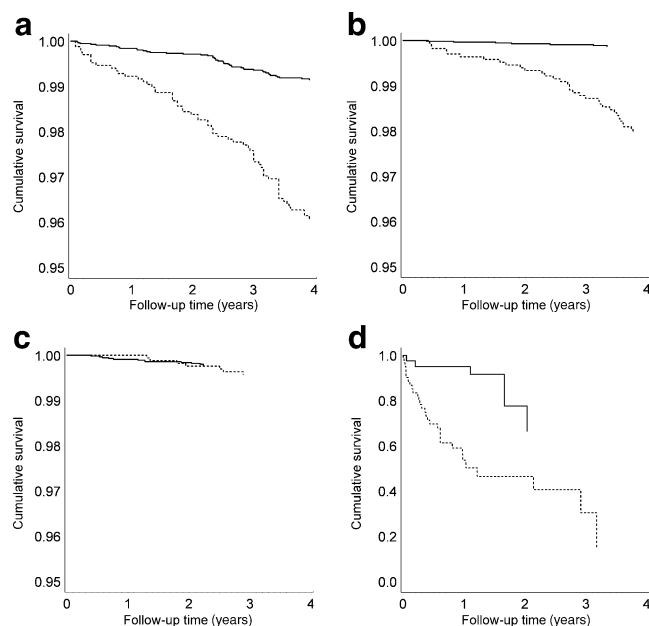 a
1.00
0.99
0.98
0.97
0.96
0.95
Cumulative survival
0 1 2 3 4
Follow-up time (years)
b
1.00
0.99
0.98
0.97
0.96
0.95
Cumulative survival
0 1 2 3 4
Follow-up time (years)
c
1.00
0.99
0.98
0.97
0.96
0.95
Cumulative survival
0 1 2 3 4
Follow-up time (years)
d
1.0
0.8
0.6
0.4
0.2
0.0
Cumulative survival
0 1 2 3 4
Follow-up time (years)